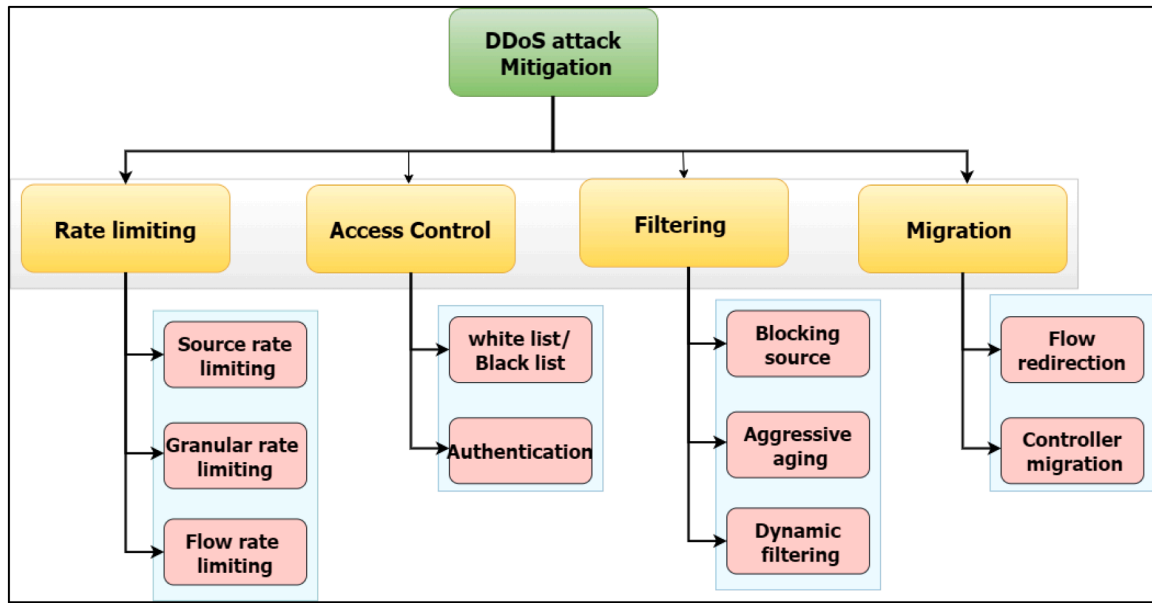 DDoS attack
Mitigation
Rate limiting
Access Control
Filtering
Migration
Source rate
limiting
Granular rate
limiting
Flow rate
limiting
white list/
Black list
Authentication
Blocking
source
Aggressive
aging
Dynamic
filtering
Flow
redirection
Controller
migration